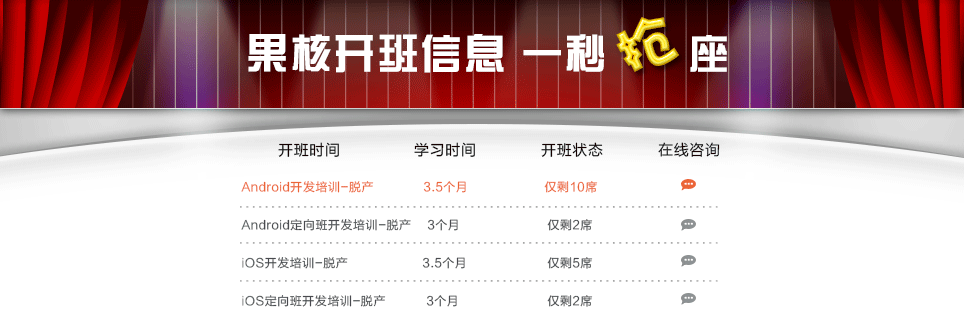 果核开班信息 一秒抢座
开班时间 学习时间 开班状态 在线咨询
Android开发培训-脱产 3.5个月 仅剩10席
Android定向班开发培训-脱产 3个月 仅剩2席
iOS开发培训-脱产 3.5个月 仅剩5席
iOS定向班开发培训-脱产 3个月 仅剩2席